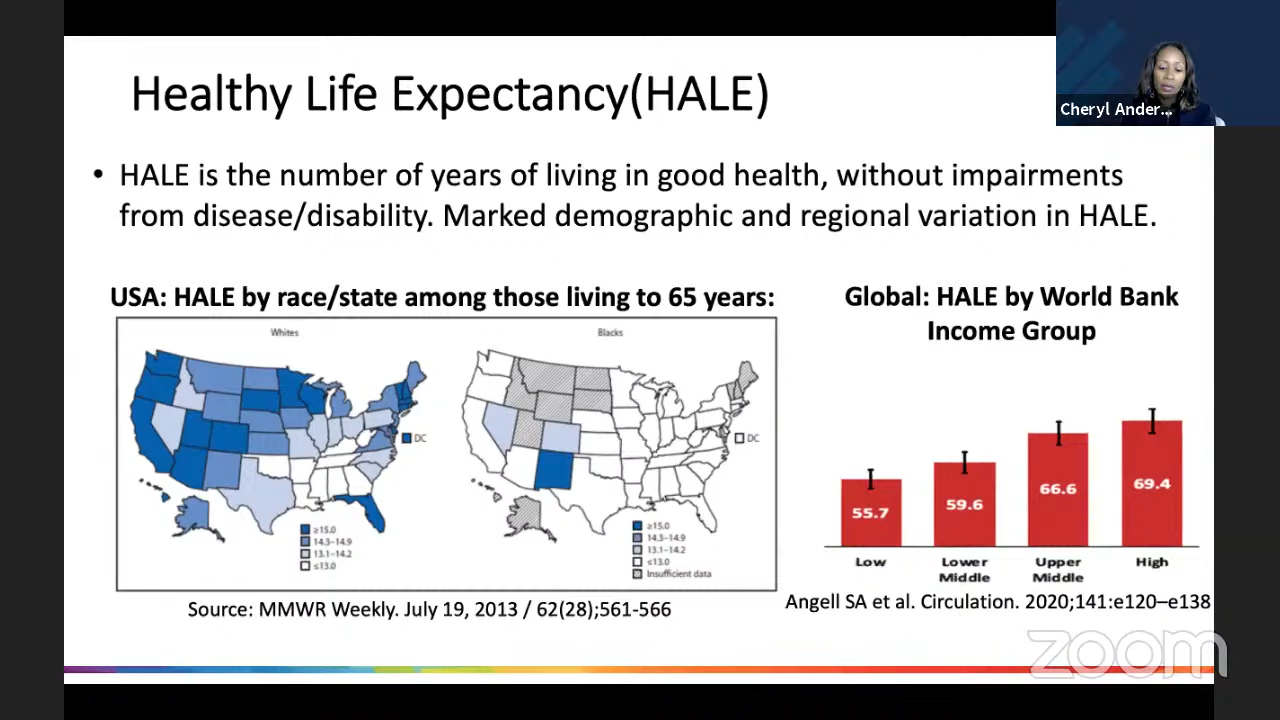 Healthy Life Expectancy(HALE)
Cheryl Ander...
• HALE is the number of years of living in good health, without impairments
from disease/disability. Marked demographic and regional variation in HALE.
USA: HALE by race/state among those living to 65 years:
Whites
Blacks
DC
DC
≥15.0
14.3–14.9
13.1–14.2
≤13.0
≥15.0
14.3–14.9
13.1–14.2
≤13.0
Insufficient data
Source: MMWR Weekly. July 19, 2013 / 62(28);561-566
Global: HALE by World Bank
Income Group
55.7
59.6
66.6
69.4
Low
Lower
Middle
Upper
Middle
High
Angell SA et al. Circulation. 2020;141:e120–e138
zoom